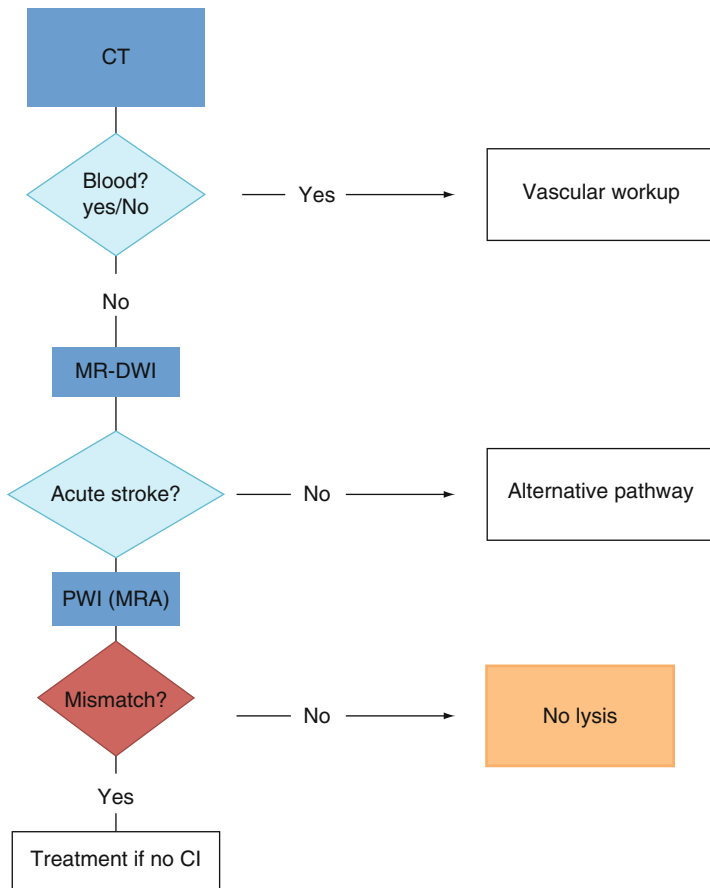 CT
Blood?
yes/No
Yes
Vascular workup
No
MR-DWI
Acute stroke?
No
Alternative pathway
PWI (MRA)
Mismatch?
No
No lysis
Yes
Treatment if no CI